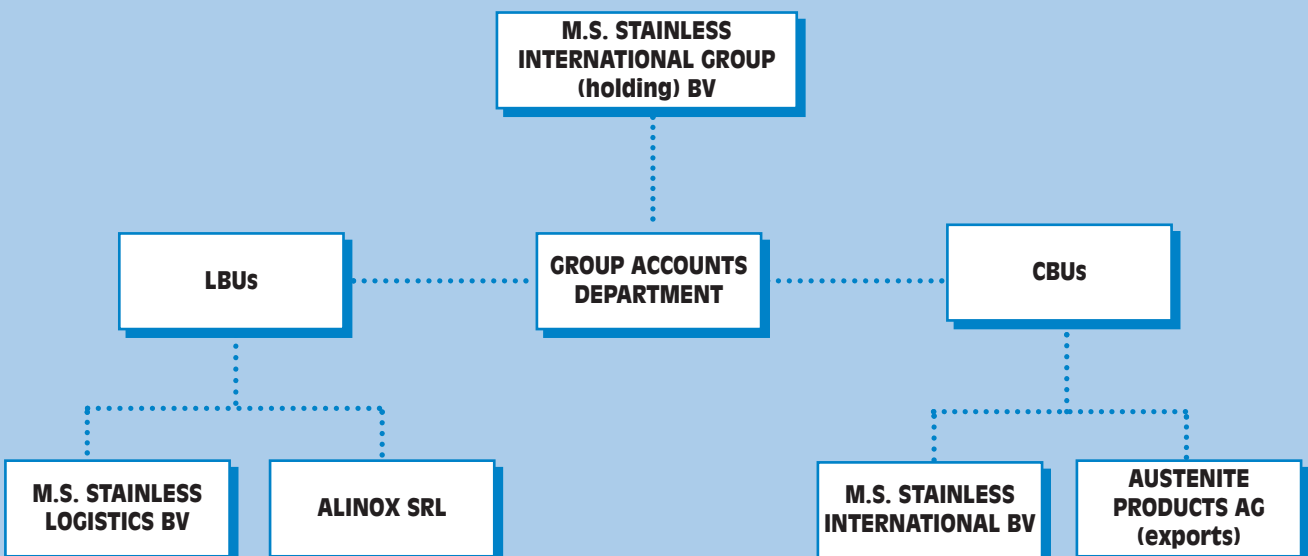 M.S. STAINLESS
INTERNATIONAL GROUP
(holding) BV
LBUs
GROUP ACCOUNTS
DEPARTMENT
CBUs
M.S. STAINLESS
LOGISTICS BV
ALINOX SRL
M.S. STAINLESS
INTERNATIONAL BV
AUSTENITE
PRODUCTS AG
(exports)